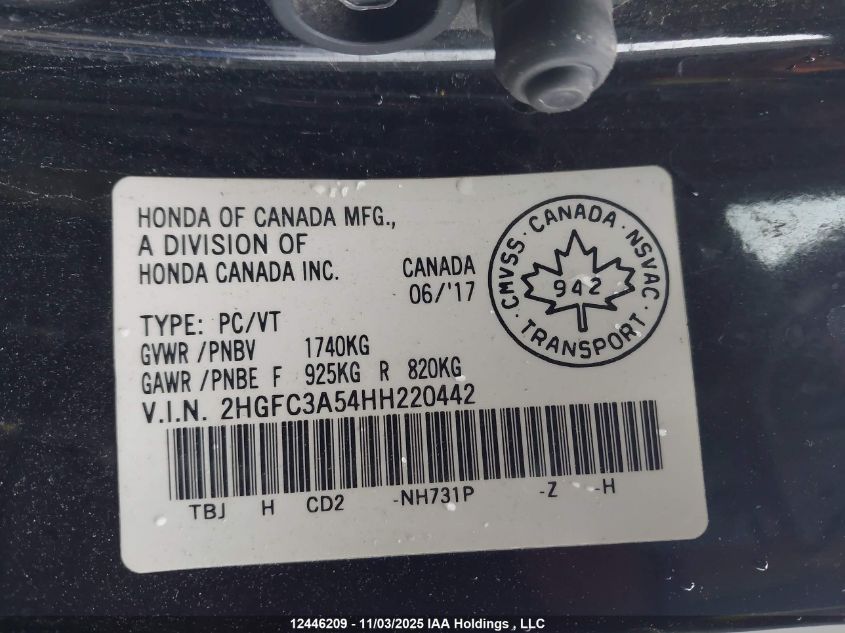 HONDA OF CANADA MFG.,
A DIVISION OF
HONDA CANADA INC.
CANADA
06/'17
CMVSS · CANADA · NSVAC · TRANSPORT ·
942
TYPE: PC/VT
GVWR /PNBV 1740KG
GAWR /PNBE F 925KG R 820KG
V.I.N. 2HGFC3A54HH220442
TBJ H CD2 -NH731P -Z -H
12446209 - 11/03/2025 IAA Holdings , LLC